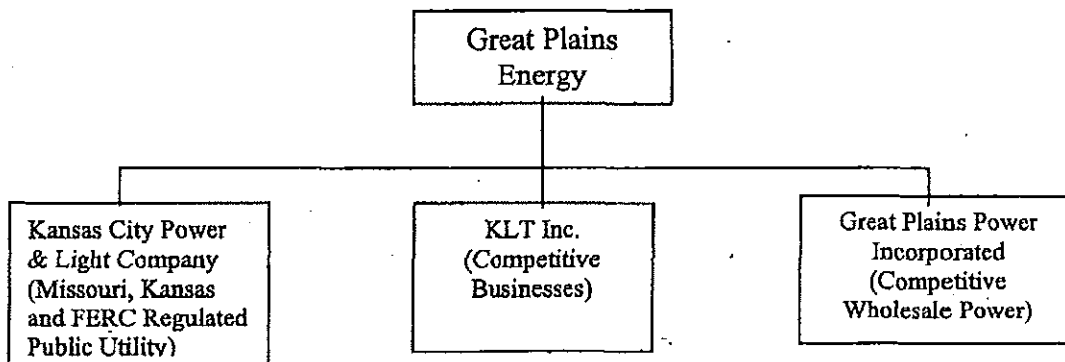 Great Plains
Energy
Kansas City Power
& Light Company
(Missouri, Kansas
and FERC Regulated
Public Utility)
KLT Inc.
(Competitive
Businesses)
Great Plains Power
Incorporated
(Competitive
Wholesale Power)